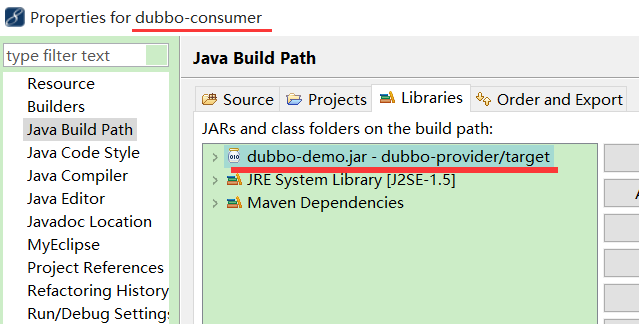 Properties for dubbo-consumer
type filter text
Resource
Builders
Java Build Path
Java Code Style
Java Compiler
Java Editor
Javadoc Location
MyEclipse
Project References
Refactoring History
Run/Debug Settings
Java Build Path
Source
Projects
Libraries
Order and Export
JARs and class folders on the build path:
010
dubbo-demo.jar - dubbo-provider/target
JRE System Library [J2SE-1.5]
Maven Dependencies